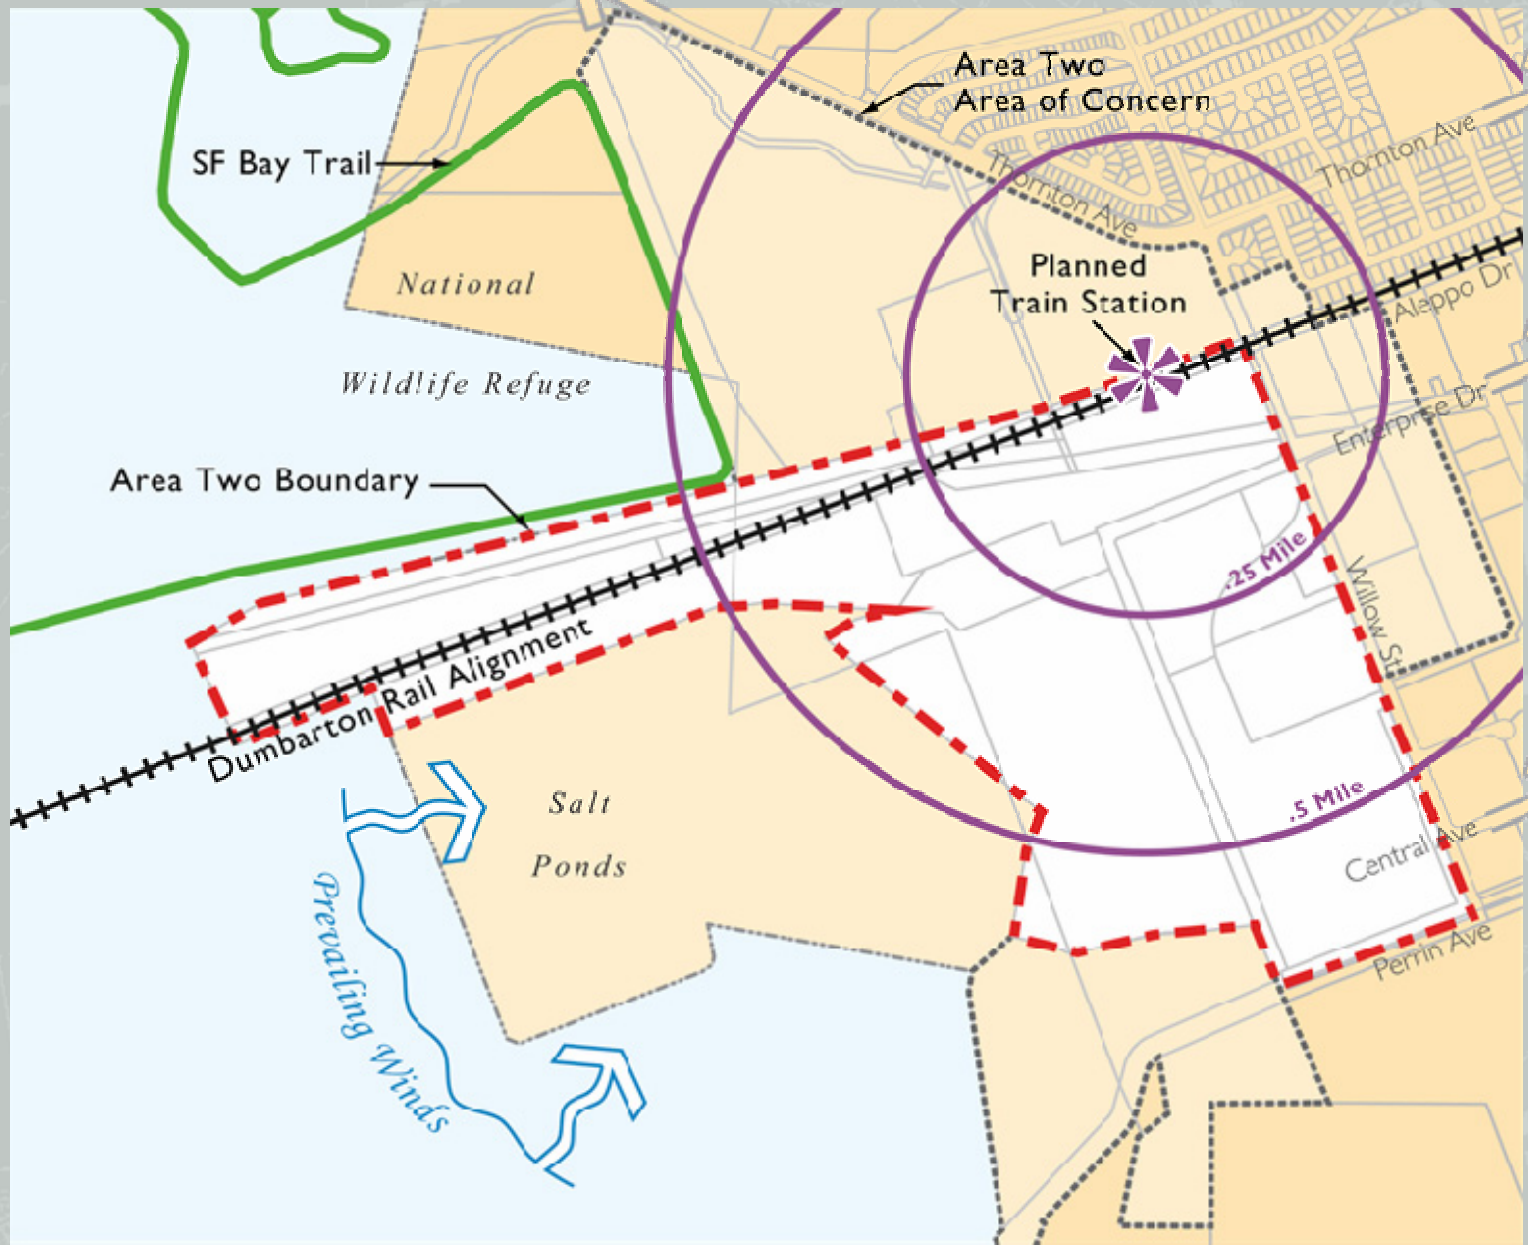 Area Two
Area of Concern
SF Bay Trail
Thornton Ave
Thornton Ave
Planned
Train Station
National
Aleppo Dr
Wildlife Refuge
Enterprise Dr
Area Two Boundary
.25 Mile
Willow St.
Dumbarton Rail Alignment
.5 Mile
Salt
Ponds
Central Ave
Perrin Ave
Prevailing Winds